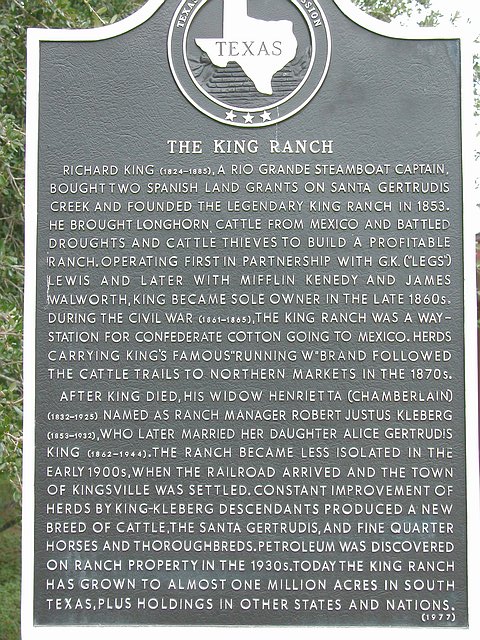 TEXAS
SSION
TEXAS
THE KING RANCH
RICHARD KING (1824-1885), A RIO GRANDE STEAMBOAT CAPTAIN,
BOUGHT TWO SPANISH LAND GRANTS ON SANTA GERTRUDIS
CREEK AND FOUNDED THE LEGENDARY KING RANCH IN 1853.
HE BROUGHT LONGHORN CATTLE FROM MEXICO AND BATTLED
DROUGHTS AND CATTLE THIEVES TO BUILD A PROFITABLE
RANCH. OPERATING FIRST IN PARTNERSHIP WITH G.K. ("LEGS")
LEWIS AND LATER WITH MIFFLIN KENEDY AND JAMES
WALWORTH, KING BECAME SOLE OWNER IN THE LATE 1860s.
DURING THE CIVIL WAR (1861-1865), THE KING RANCH WAS A WAY-
STATION FOR CONFEDERATE COTTON GOING TO MEXICO. HERDS
CARRYING KING'S FAMOUS "RUNNING W" BRAND FOLLOWED
THE CATTLE TRAILS TO NORTHERN MARKETS IN THE 1870s.
AFTER KING DIED, HIS WIDOW HENRIETTA (CHAMBERLAIN)
(1832-1925) NAMED AS RANCH MANAGER ROBERT JUSTUS KLEBERG
(1853-1932), WHO LATER MARRIED HER DAUGHTER ALICE GERTRUDIS
KING (1862-1944). THE RANCH BECAME LESS ISOLATED IN THE
EARLY 1900s, WHEN THE RAILROAD ARRIVED AND THE TOWN
OF KINGSVILLE WAS SETTLED. CONSTANT IMPROVEMENT OF
HERDS BY KING-KLEBERG DESCENDANTS PRODUCED A NEW
BREED OF CATTLE, THE SANTA GERTRUDIS, AND FINE QUARTER
HORSES AND THOROUGHBREDS. PETROLEUM WAS DISCOVERED
ON RANCH PROPERTY IN THE 1930s. TODAY THE KING RANCH
HAS GROWN TO ALMOST ONE MILLION ACRES IN SOUTH
TEXAS, PLUS HOLDINGS IN OTHER STATES AND NATIONS.
(1977)